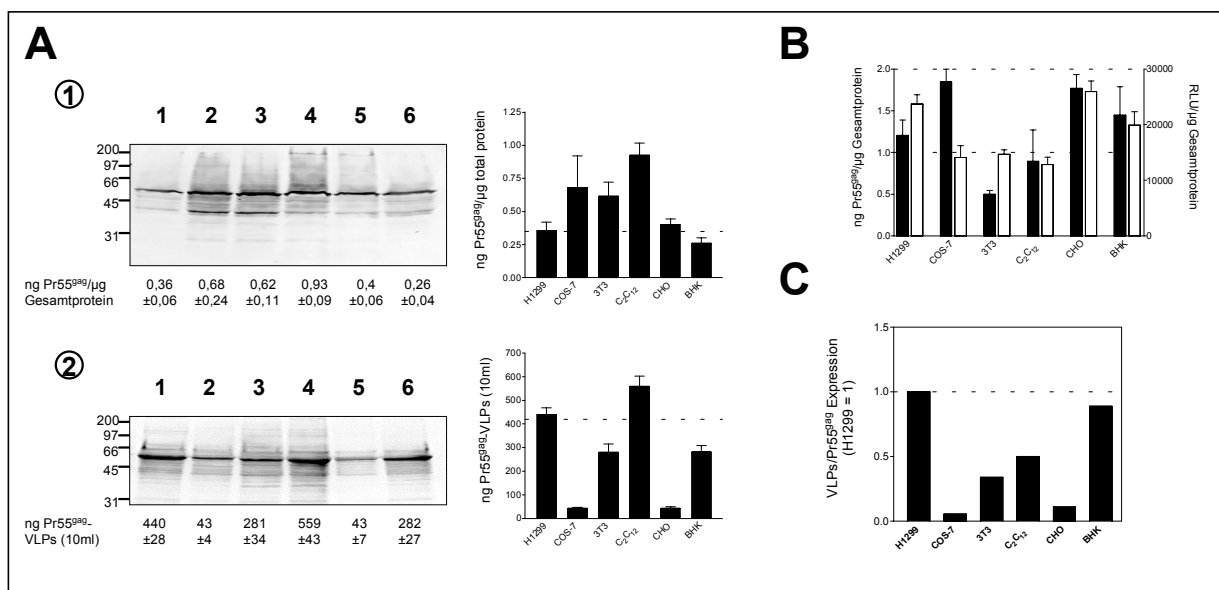 A
1
1 2 3 4 5 6
200
97
66
45
31
ng Pr55gag/µg 0,36 0,68 0,62 0,93 0,4 0,26
Gesamtprotein ±0,06 ±0,24 ±0,11 ±0,09 ±0,06 ±0,04
ng Pr55gag/µg total protein
1.25
1.00
0.75
0.50
0.25
0.00
H1299 COS-7 3T3 C2C12 CHO BHK
2
1 2 3 4 5 6
200
97
66
45
31
ng Pr55gag- 440 43 281 559 43 282
VLPs (10ml) ±28 ±4 ±34 ±43 ±7 ±27
ng Pr55gag-VLPs (10ml)
700
600
500
400
300
200
100
0
H1299 COS-7 3T3 C2C12 CHO BHK
B
ng Pr55gag/µg Gesamtprotein
2.0
1.5
1.0
0.5
0.0
30000
20000
10000
0
RLU/µg Gesamtprotein
H1299 COS-7 3T3 C2C12 CHO BHK
C
VLPs/Pr55gag Expression
(H1299 = 1)
1.5
1.0
0.5
0.0
H1299 COS-7 3T3 C2C12 CHO BHK